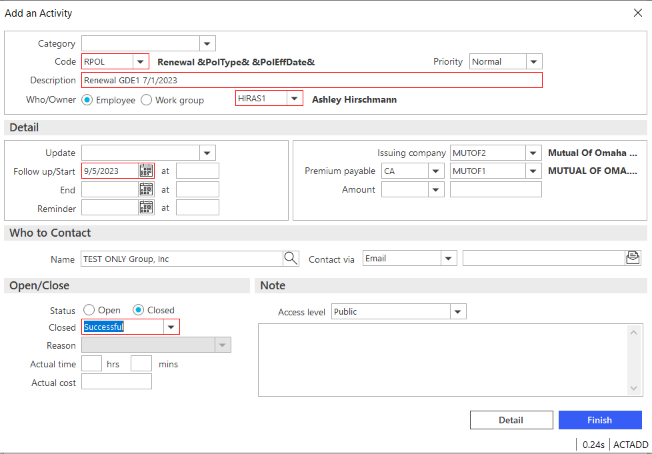 Add an Activity
Category
Code RPOL Renewal &PolType& &PolEffDate& Priority Normal
Description Renewal GDE1 7/1/2023
Who/Owner Employee Work group HIRAS1 Ashley Hirschmann
Detail
Update Issuing company MUTOF2 Mutual Of Omaha ...
Follow up/Start 9/5/2023 at Premium payable CA MUTOF1 MUTUAL OF OMA....
End at Amount
Reminder at
Who to Contact
Name TEST ONLY Group, Inc Contact via Email
Open/Close Note
Status Open Closed Access level Public
Closed Successful
Reason
Actual time hrs mins
Actual cost
Detail Finish
0.24s ACTADD